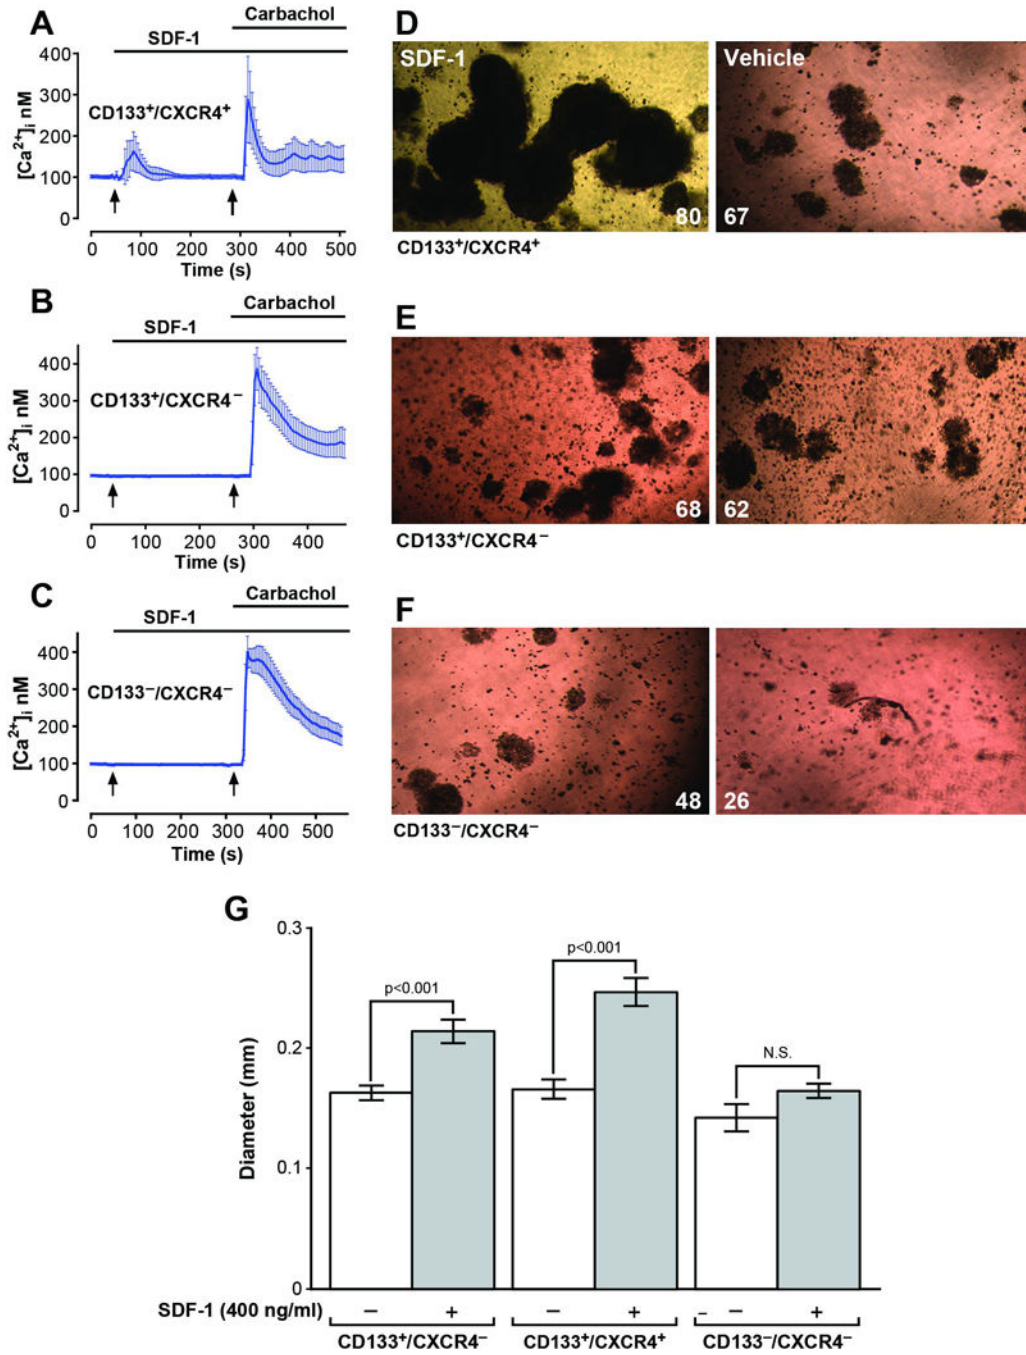 A
Carbachol
SDF-1
400
300
200
100
0
[Ca²⁺]ᵢ nM
CD133⁺/CXCR4⁺
0 100 200 300 400 500
Time (s)
B
Carbachol
SDF-1
400
300
200
100
0
[Ca²⁺]ᵢ nM
CD133⁺/CXCR4⁻
0 100 200 300 400
Time (s)
C
Carbachol
SDF-1
400
300
200
100
0
[Ca²⁺]ᵢ nM
CD133⁻/CXCR4⁻
0 100 200 300 400 500
Time (s)
D
SDF-1 Vehicle
80 67
CD133⁺/CXCR4⁺
E
68 62
CD133⁺/CXCR4⁻
F
48 26
CD133⁻/CXCR4⁻
G
0.3
0.2
0.1
0
Diameter (mm)
p<0.001
p<0.001
N.S.
SDF-1 (400 ng/ml) – + – + – – +
CD133⁺/CXCR4⁻ CD133⁺/CXCR4⁺ CD133⁻/CXCR4⁻